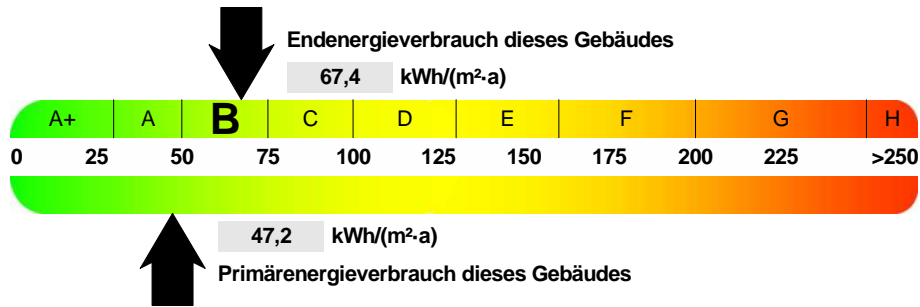 Endenergieverbrauch dieses Gebäudes
67,4 kWh/(m²·a)
A+ A B C D E F G H
0 25 50 75 100 125 150 175 200 225 >250
47,2 kWh/(m²·a)
Primärenergieverbrauch dieses Gebäudes